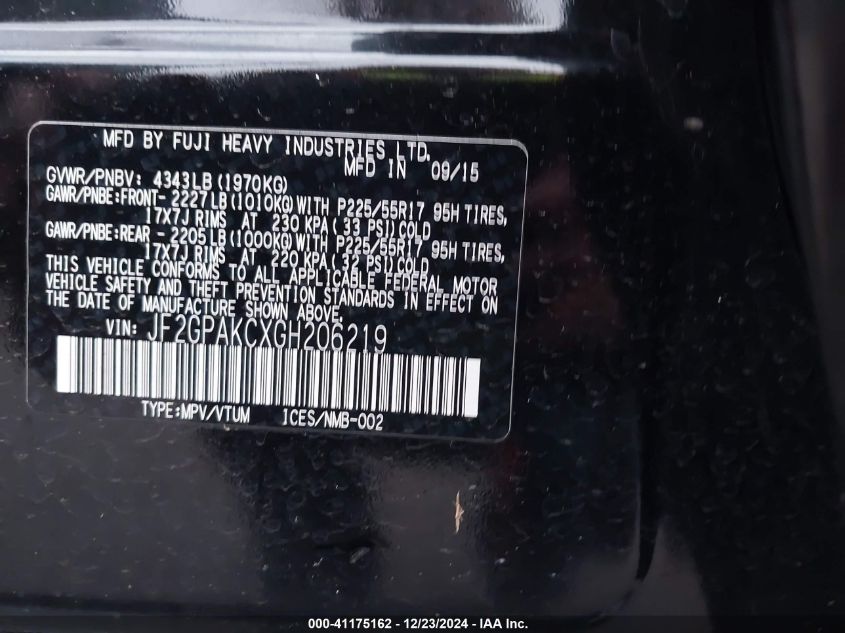 MFD BY FUJI HEAVY INDUSTRIES LTD.
MFD IN 09/15
GVWR/PNBV: 4343LB(1970KG)
GAWR/PNBE:FRONT- 2227LB(1010KG)WITH P225/55R17 95H TIRES,
17X7J RIMS AT 230 KPA( 33 PSI)COLD
GAWR/PNBE:REAR - 2205LB(1000KG)WITH P225/55R17 95H TIRES,
17X7J RIMS AT 220 KPA( 32 PSI)COLD
THIS VEHICLE CONFORMS TO ALL APPLICABLE FEDERAL MOTOR
VEHICLE SAFETY AND THEFT PREVENTION STANDARDS IN EFFECT ON
THE DATE OF MANUFACTURE SHOWN ABOVE.
VIN: JF2GPAKCXGH206219
TYPE:MPV/VTUM ICES/NMB-002
000-41175162 - 12/23/2024 - IAA Inc.